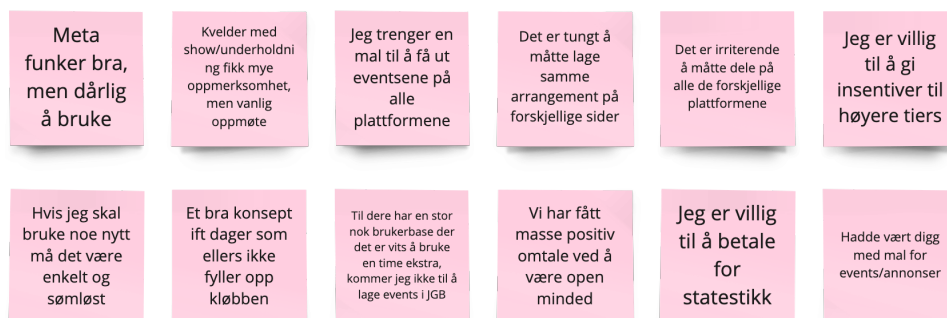 Meta
funker bra,
men dårlig
å bruke
Kvelder med
show/underholdni
ng fikk mye
oppmerksomhet,
men vanlig
oppmøte
Jeg trenger en
mal til å få ut
eventsene på
alle
plattformene
Det er tungt å
måtte lage
samme
arrangement på
forskjellige sider
Det er irriterende
å måtte dele på
alle de forskjellige
plattformene
Jeg er villig
til å gi
insentiver til
høyere tiers
Hvis jeg skal
bruke noe nytt
må det være
enkelt og
sømløst
Et bra konsept
ift dager som
ellers ikke
fyller opp
kløbben
Til dere har en stor
nok brukerbase der
det er vits å bruke
en time ekstra,
kommer jeg ikke til å
lage events i JGB
Vi har fått
masse positiv
omtale ved å
være open
minded
Jeg er villig
til å betale
for
statestikk
Hadde vært digg
med mal for
events/annonser